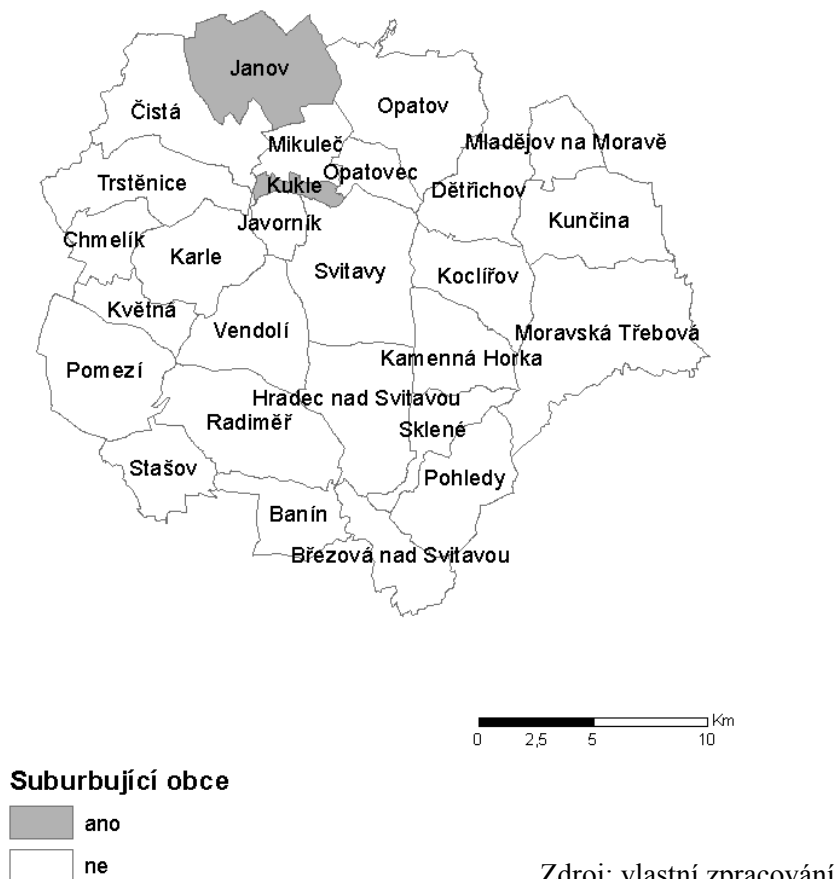 Janov
Čistá
Opatov
Mikuleč
Mladějov na Moravě
Opatovec
Trstěnice
Kukle
Dětřichov
Javorník
Kunčina
Chmelík
Karle
Svitavy
Koclířov
Květná
Vendolí
Moravská Třebová
Pomezí
Kamenná Horka
Hradec nad Svitavou
Radiměř
Sklené
Stašov
Pohledy
Banín
Březová nad Svitavou
Km
0 2,5 5 10
Suburbující obce
ano
ne
Zdroj: vlastní zpracování